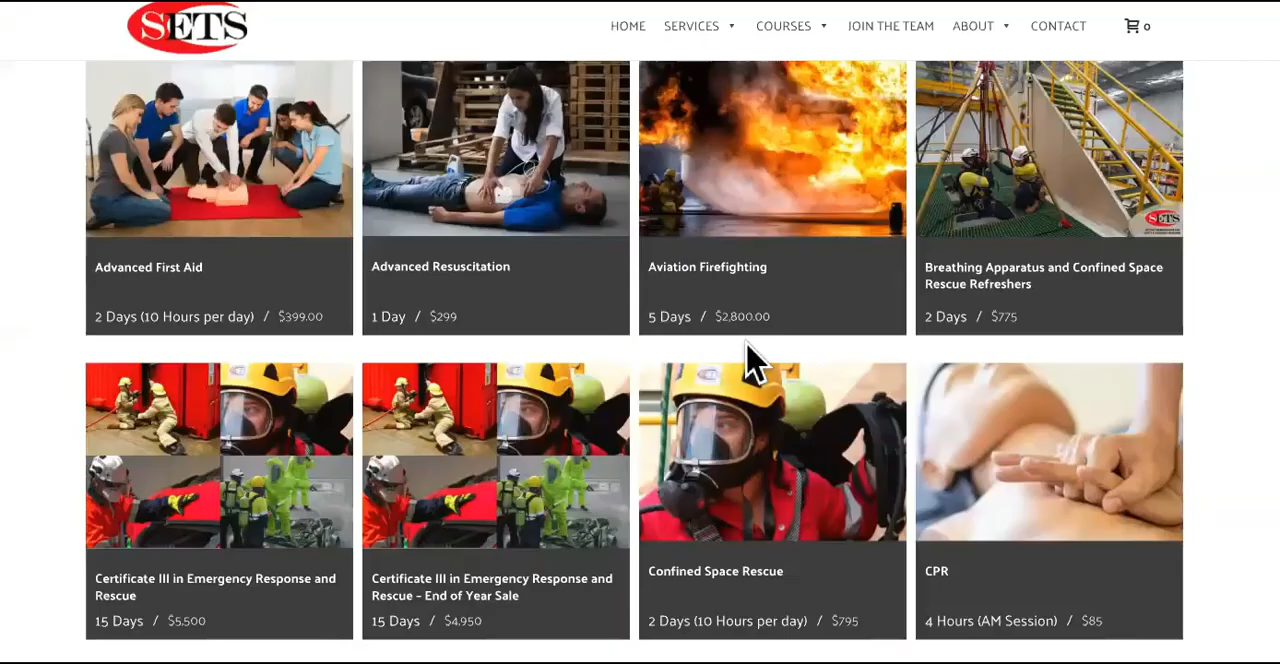 SETS
HOME SERVICES COURSES JOIN THE TEAM ABOUT CONTACT 0
SETS
Advanced First Aid
2 Days (10 Hours per day) / $399.00
Advanced Resuscitation
1 Day / $299
Aviation Firefighting
5 Days / $2,800.00
Breathing Apparatus and Confined Space
Rescue Refreshers
2 Days / $775
Certificate III in Emergency Response and
Rescue
15 Days / $5,500
Certificate III in Emergency Response and
Rescue – End of Year Sale
15 Days / $4,950
Confined Space Rescue
2 Days (10 Hours per day) / $795
CPR
4 Hours (AM Session) / $85